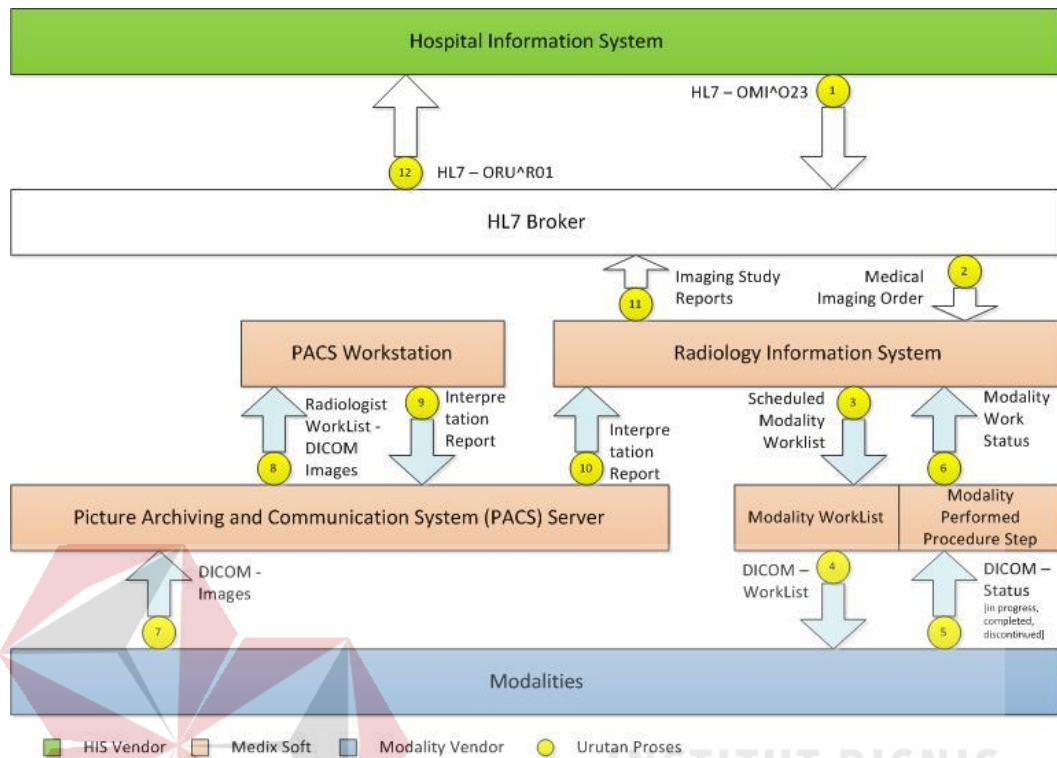 Hospital Information System
HL7 – OMI^O23
1
12
HL7 – ORU^R01
HL7 Broker
Imaging Study
Reports
11
Medical
Imaging Order
2
PACS Workstation
Radiology Information System
Radiologist
WorkList -
DICOM
Images
8
9
Interpre
tation
Report
10
Interpre
tation
Report
Scheduled
Modality
Worklist
3
Modality
Work
Status
6
Picture Archiving and Communication System (PACS) Server
Modality WorkList
Modality
Performed
Procedure Step
DICOM -
Images
7
DICOM –
WorkList
4
DICOM –
Status
[in progress,
completed,
discontinued]
5
Modalities
HIS Vendor
Medix Soft
Modality Vendor
Urutan Proses
INSTITUT BISNIS